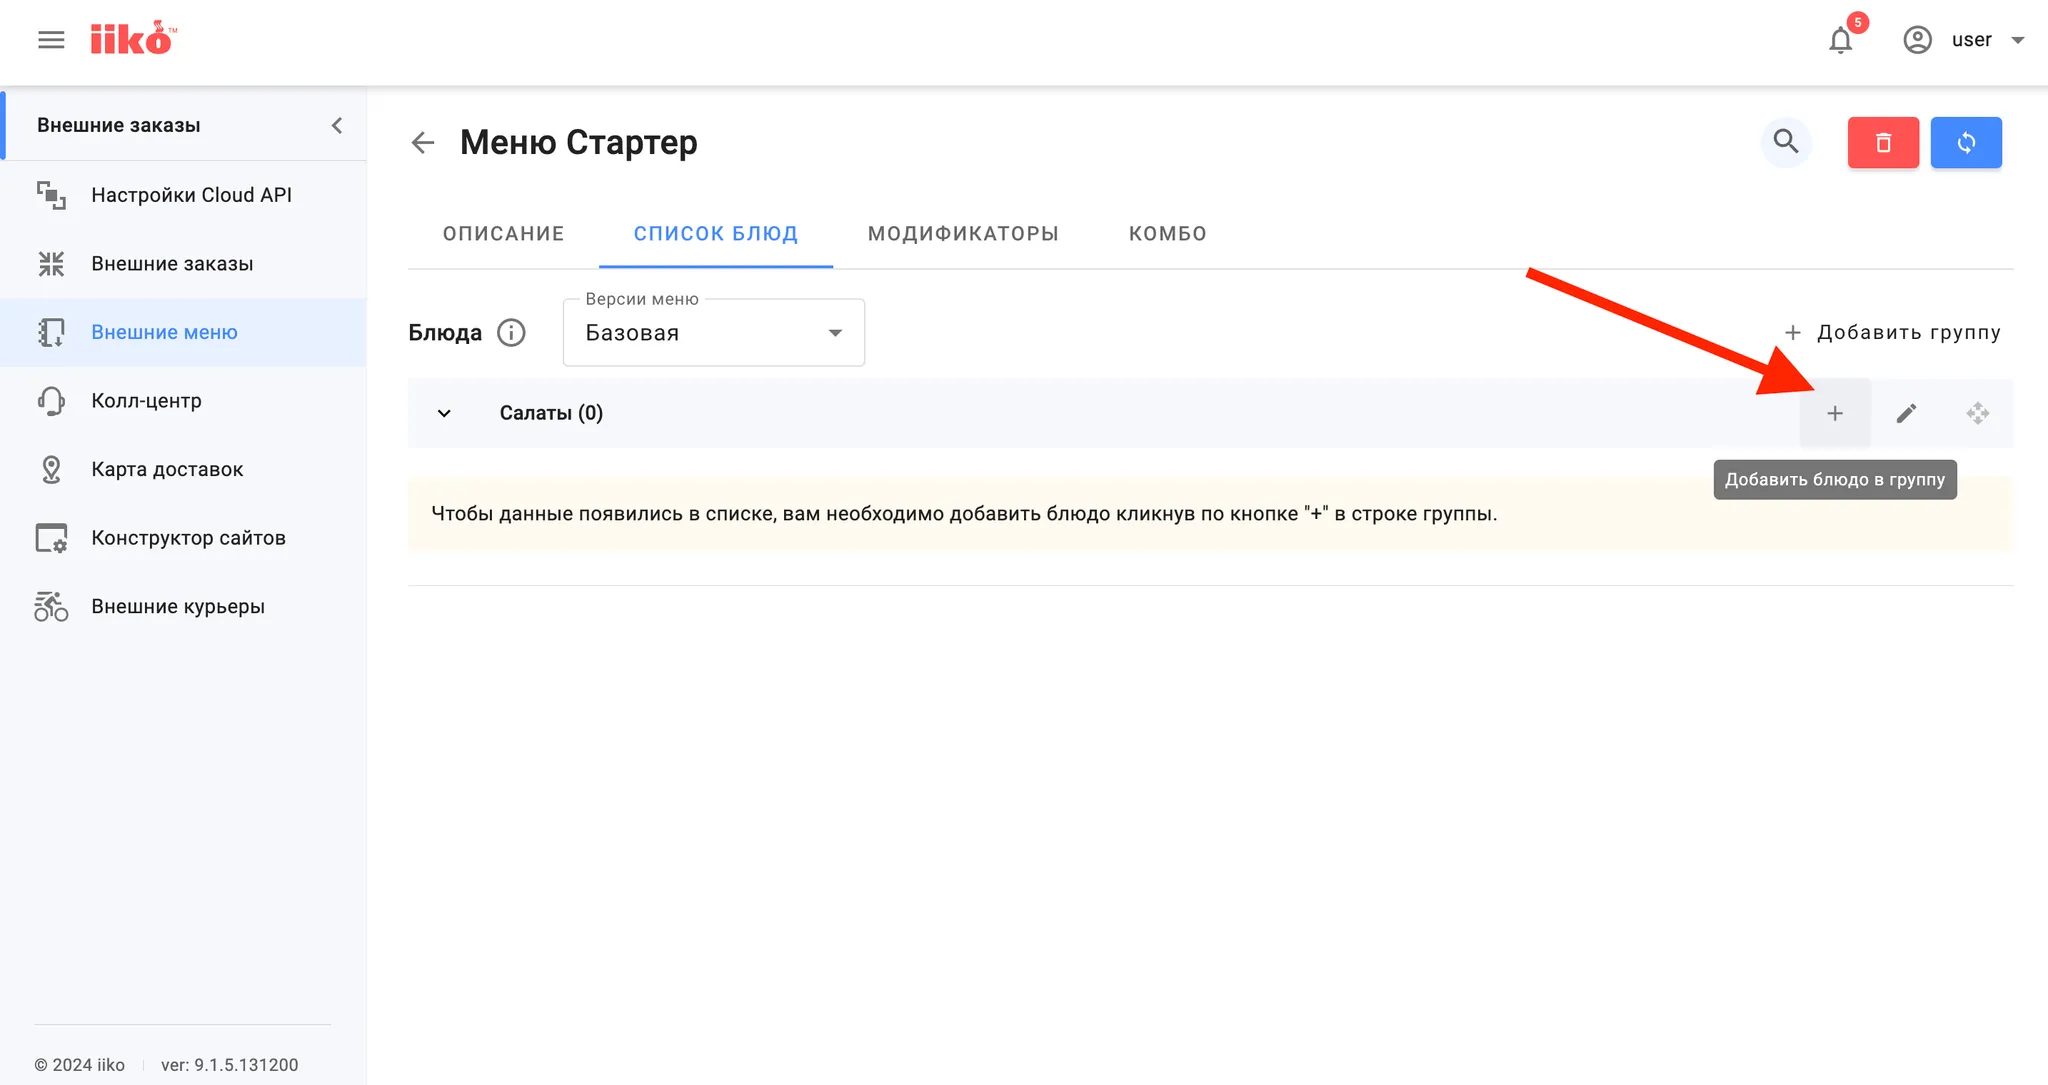 iiko™
5
user
Внешние заказы
Настройки Cloud API
Внешние заказы
Внешние меню
Колл-центр
Карта доставок
Конструктор сайтов
Внешние курьеры
© 2024 iiko
ver: 9.1.5.131200
Меню Стартер
ОПИСАНИЕ
СПИСОК БЛЮД
МОДИФИКАТОРЫ
КОМБО
Блюда
Версии меню
Базовая
+ Добавить группу
Салаты (0)
+
Добавить блюдо в группу
Чтобы данные появились в списке, вам необходимо добавить блюдо кликнув по кнопке "+" в строке группы.